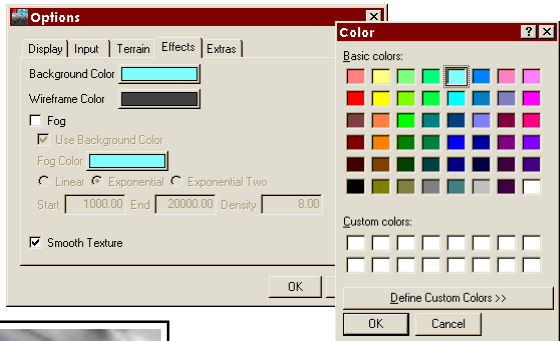 Options
Display Input Terrain Effects Extras
Background Color
Wireframe Color
Fog
Use Background Color
Fog Color
Linear Exponential Exponential Two
Start 1000.00 End 20000.00 Density 8.00
Smooth Texture
OK
Color
Basic colors:
Custom colors:
Define Custom Colors >>
OK Cancel